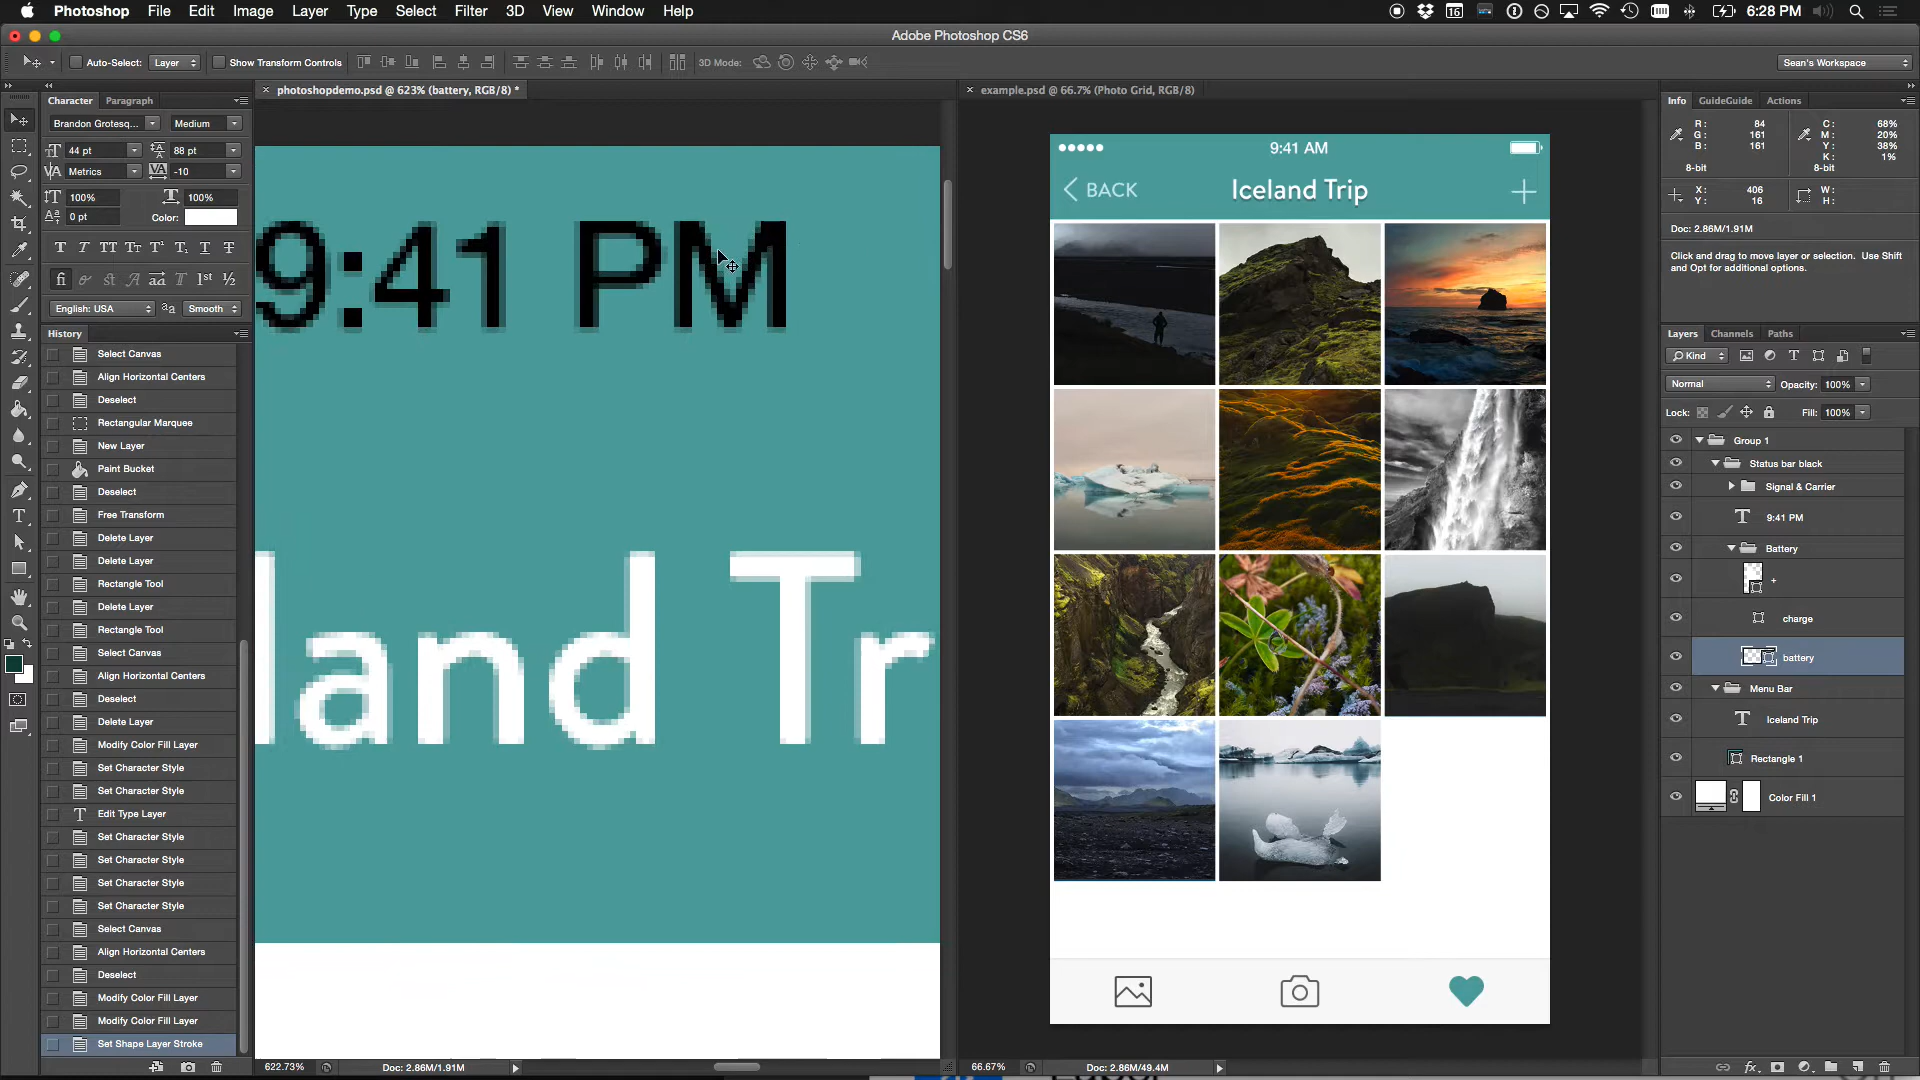 Photoshop File Edit Image Layer Type Select Filter 3D View Window Help
16
6:28 PM
Adobe Photoshop CS6
Auto-Select: Layer Show Transform Controls 3D Mode: Sean's Workspace
Character Paragraph
Brandon Grotesq... Medium
44 pt 88 pt
Metrics -10
100% 100%
0 pt Color:
English: USA Smooth
History
Select Canvas
Align Horizontal Centers
Deselect
Rectangular Marquee
New Layer
Paint Bucket
Deselect
Free Transform
Delete Layer
Delete Layer
Rectangle Tool
Delete Layer
Rectangle Tool
Select Canvas
Align Horizontal Centers
Deselect
Delete Layer
Modify Color Fill Layer
Set Character Style
Set Character Style
Edit Type Layer
Set Character Style
Set Character Style
Set Character Style
Set Character Style
Select Canvas
Align Horizontal Centers
Deselect
Modify Color Fill Layer
Modify Color Fill Layer
Set Shape Layer Stroke
photoshopdemo.psd @ 623% (battery, RGB/8) *
9:41 PM
land Tr
622.73% Doc: 2.86M/1.91M
example.psd @ 66.7% (Photo Grid, RGB/8)
9:41 AM
BACK Iceland Trip
66.67% Doc: 2.86M/49.4M
Info GuideGuide Actions
R: 84 C: 68%
G: 161 M: 20%
B: 161 Y: 38%
K: 1%
8-bit 8-bit
X: 406 W:
Y: 16 H:
Doc: 2.86M/1.91M
Click and drag to move layer or selection. Use Shift
and Opt for additional options.
Layers Channels Paths
Kind
Normal Opacity: 100%
Lock: Fill: 100%
Group 1
Status bar black
Signal & Carrier
9:41 PM
Battery
+
charge
battery
Menu Bar
Iceland Trip
Rectangle 1
Color Fill 1